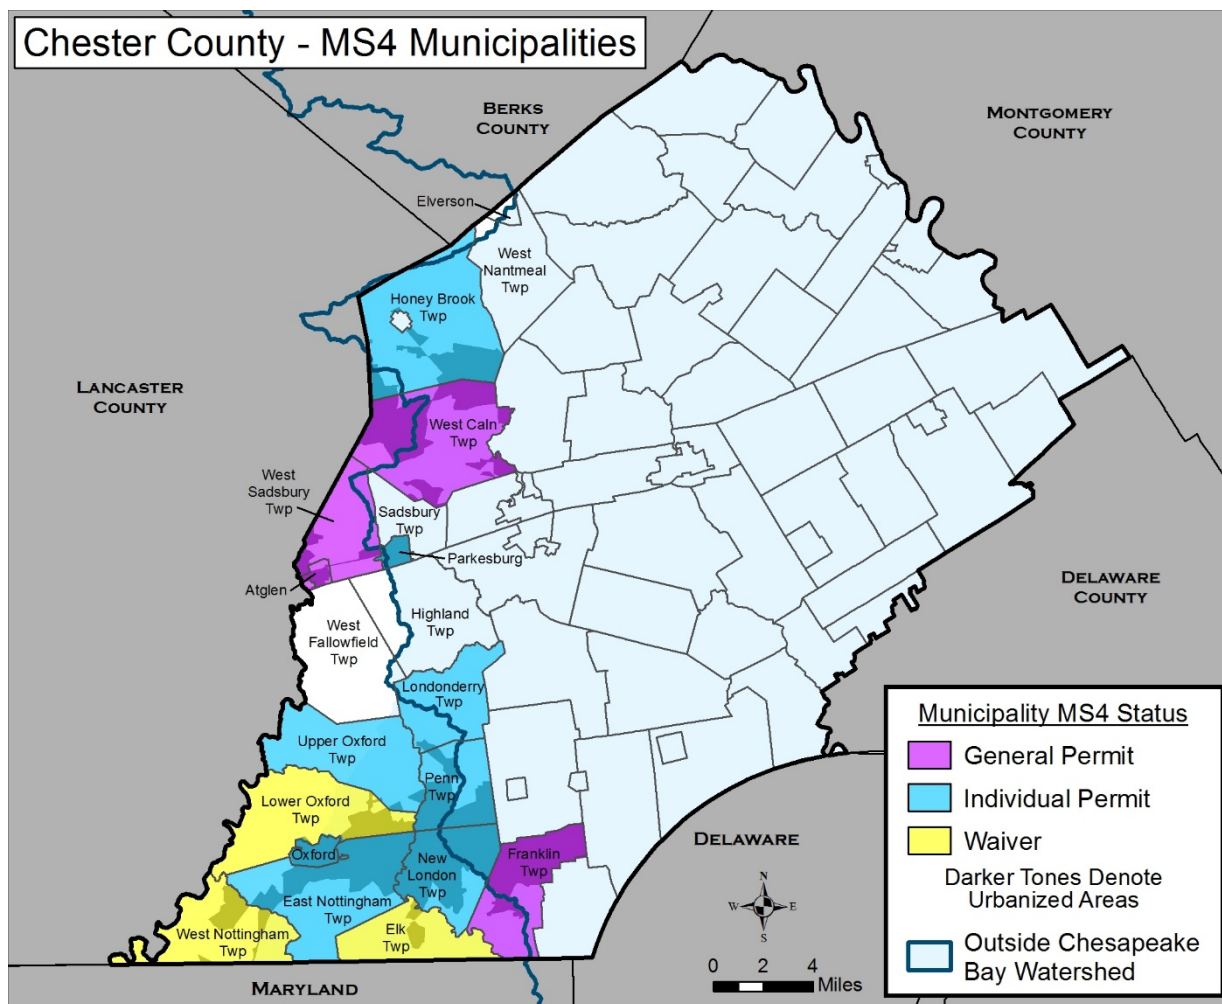 Chester County - MS4 Municipalities
BERKS
COUNTY
MONTGOMERY
COUNTY
Elverson
West
Nantmeal
Twp
Honey Brook
Twp
LANCASTER
COUNTY
West Caln
Twp
West
Sadsbury
Twp
Sadsbury
Twp
Parkesburg
Atglen
DELAWARE
COUNTY
West
Fallowfield
Twp
Highland
Twp
Londonderry
Twp
Upper Oxford
Twp
Penn
Twp
Lower Oxford
Twp
Oxford
New
London
Twp
Franklin
Twp
East Nottingham
Twp
West Nottingham
Twp
Elk
Twp
DELAWARE
MARYLAND
N
W
E
S
0 2 4
Miles
Municipality MS4 Status
General Permit
Individual Permit
Waiver
Darker Tones Denote
Urbanized Areas
Outside Chesapeake
Bay Watershed